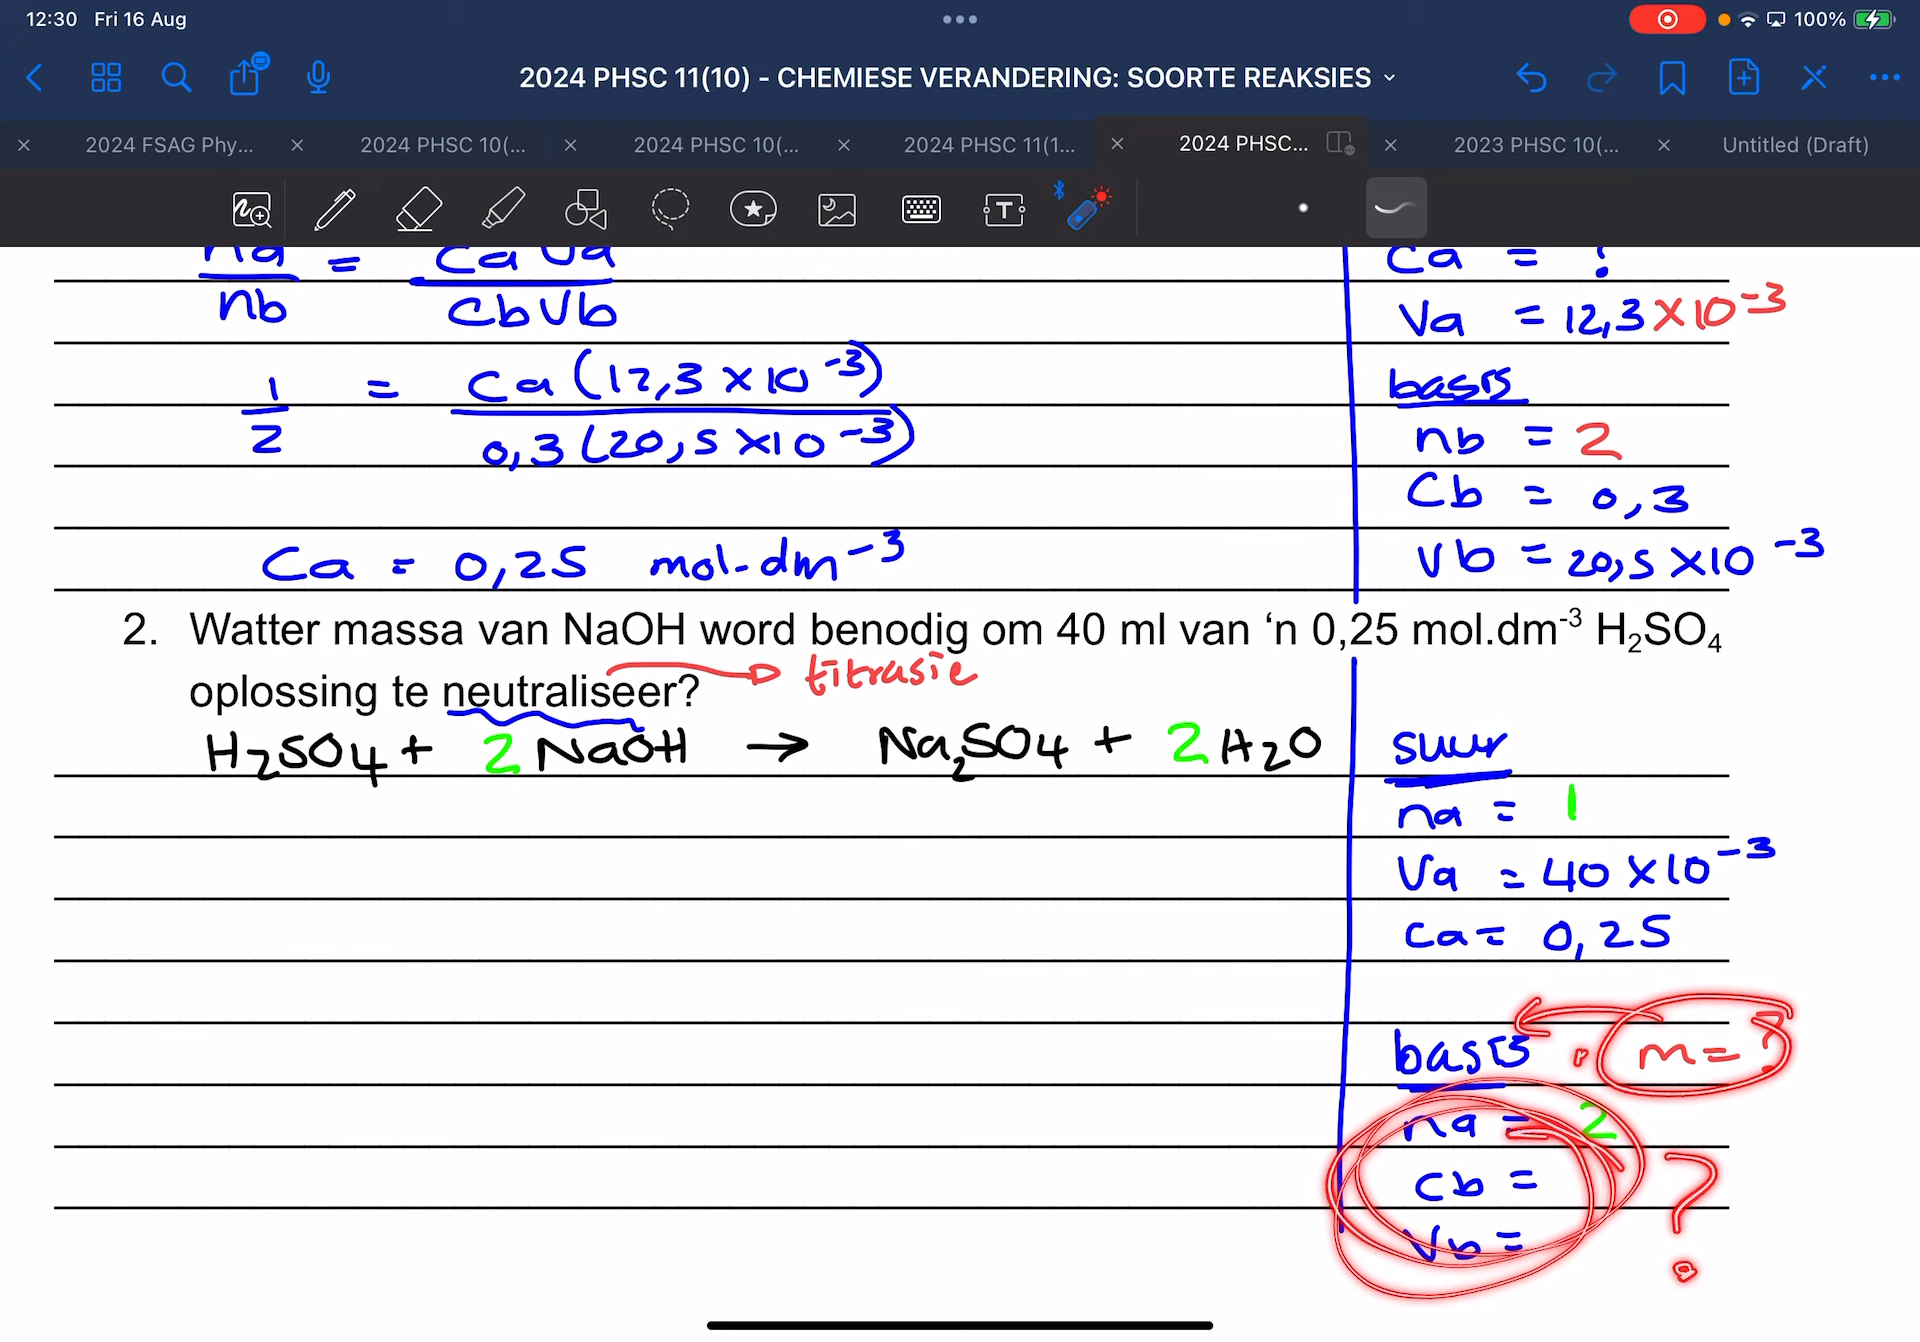 12:30 Fri 16 Aug
100%
2024 PHSC 11(10) - CHEMIESE VERANDERING: SOORTE REAKSIES
2024 FSAG Phy...
2024 PHSC 10(...
2024 PHSC 10(...
2024 PHSC 11(1...
2024 PHSC...
2023 PHSC 10(...
Untitled (Draft)
na/nb = CaVa/CbVb
Ca = ?
Va = 12,3 x 10⁻³
1/2 = Ca (12,3 x 10⁻³)/0,3 (20,5 x 10⁻³)
basis
nb = 2
Cb = 0,3
Ca = 0,25 mol.dm⁻³
Vb = 20,5 x 10⁻³
2. Watter massa van NaOH word benodig om 40 ml van ‘n 0,25 mol.dm⁻³ H₂SO₄
oplossing te neutraliseer? → titrasie
H₂SO₄ + 2 NaOH → Na₂SO₄ + 2 H₂O
suur
na = 1
Va = 40 x 10⁻³
Ca = 0,25
basis
m = ?
na = 2
Cb =
Vb =
?